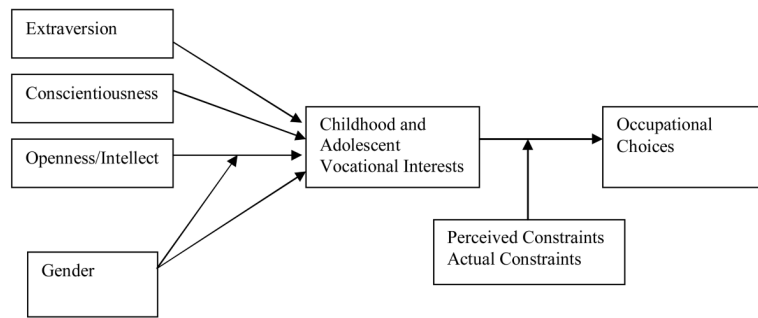 Extraversion
Conscientiousness
Openness/Intellect
Gender
Childhood and
Adolescent
Vocational Interests
Occupational
Choices
Perceived Constraints
Actual Constraints